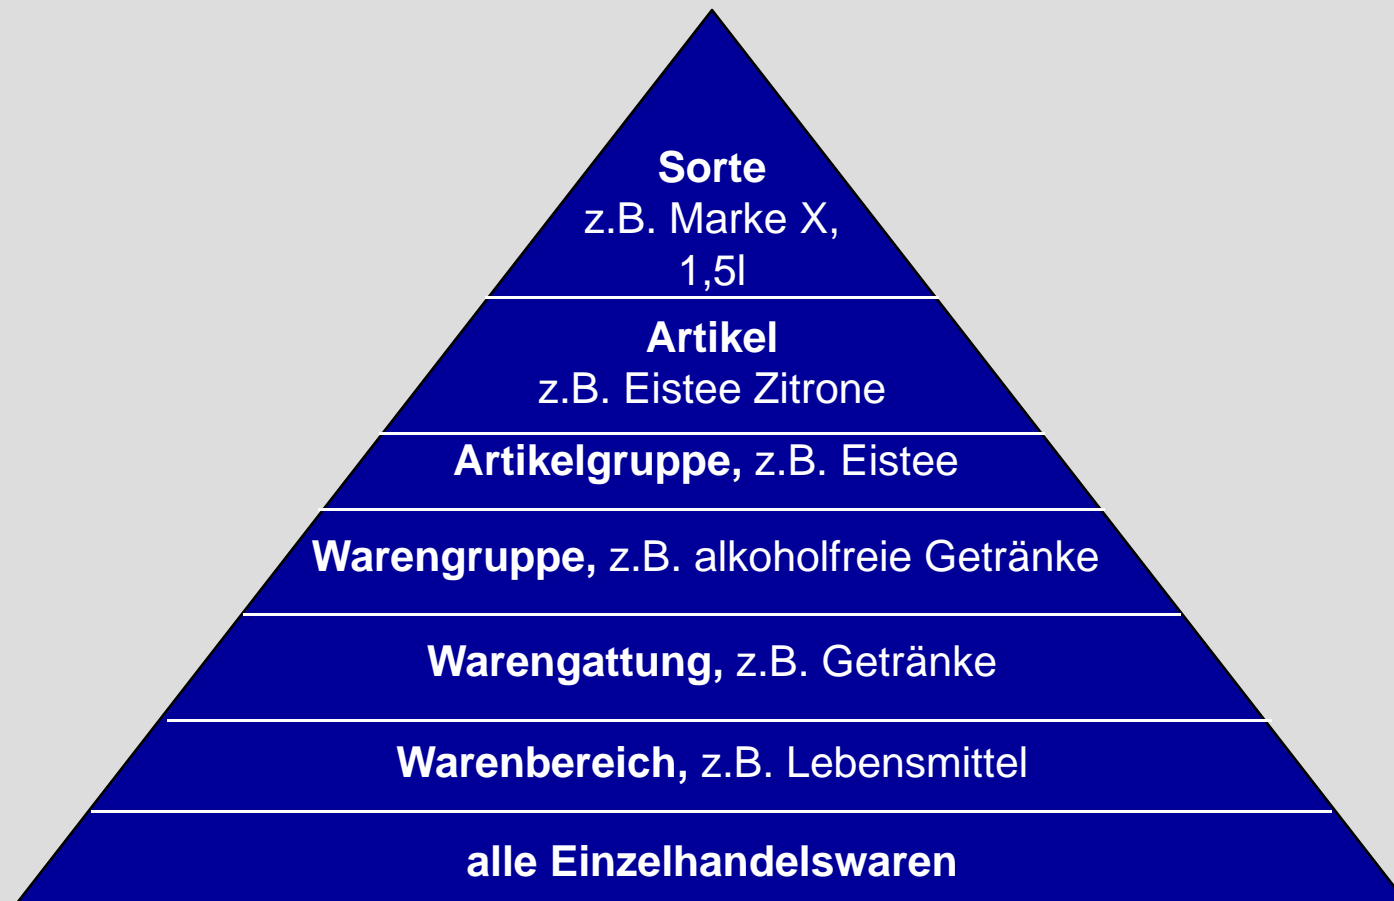 Sorte
z.B. Marke X,
1,5l
Artikel
z.B. Eistee Zitrone
Artikelgruppe, z.B. Eistee
Warengruppe, z.B. alkoholfreie Getränke
Warengattung, z.B. Getränke
Warenbereich, z.B. Lebensmittel
alle Einzelhandelswaren